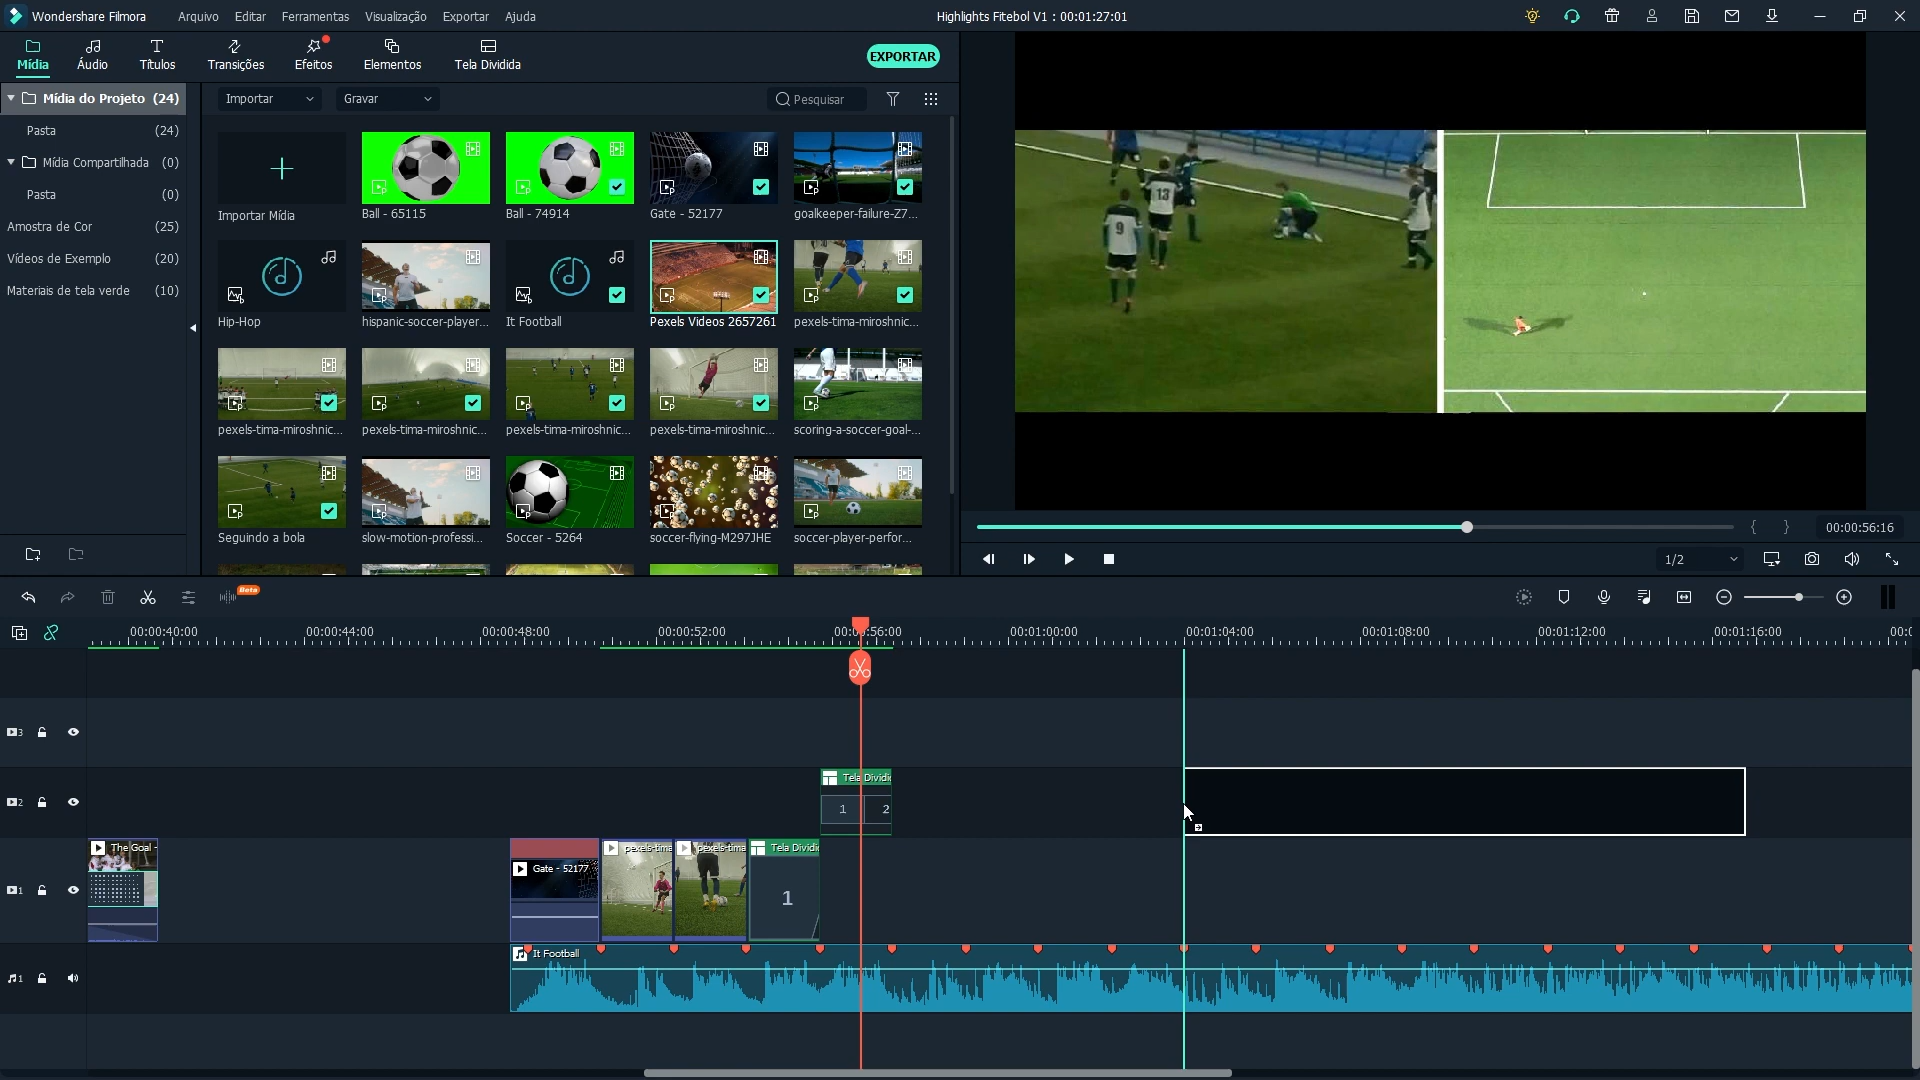 Wondershare Filmora
Arquivo Editar Ferramentas Visualização Exportar Ajuda
Highlights Fitebol V1 : 00:01:27:01
Mídia Áudio Títulos Transições Efeitos Elementos Tela Dividida
EXPORTAR
Mídia do Projeto (24)
Pasta (24)
Mídia Compartilhada (0)
Pasta (0)
Amostra de Cor (25)
Vídeos de Exemplo (20)
Materiais de tela verde (10)
Importar Gravar Pesquisar
Importar Mídia
Ball - 65115
Ball - 74914
Gate - 52177
goalkeeper-failure-Z7...
Hip-Hop
hispanic-soccer-player...
It Football
Pexels Videos 2657261
pexels-tima-miroshnic...
pexels-tima-miroshnic...
pexels-tima-miroshnic...
pexels-tima-miroshnic...
pexels-tima-miroshnic...
scoring-a-soccer-goal-...
Seguindo a bola
slow-motion-professi...
Soccer - 5264
soccer-flying-M297JHE
soccer-player-perfor...
9
13
{ } 00:00:56:16
1/2
Beta
00:00:40:00 00:00:44:00 00:00:48:00 00:00:52:00 00:00:56:00 00:01:00:00 00:01:04:00 00:01:08:00 00:01:12:00 00:01:16:00 00:0
3
2
Tela Dividi
1 2
1
The Goal -
Gate - 52177
pexels-tima
pexels-tima
Tela Dividi
1
1
It Football